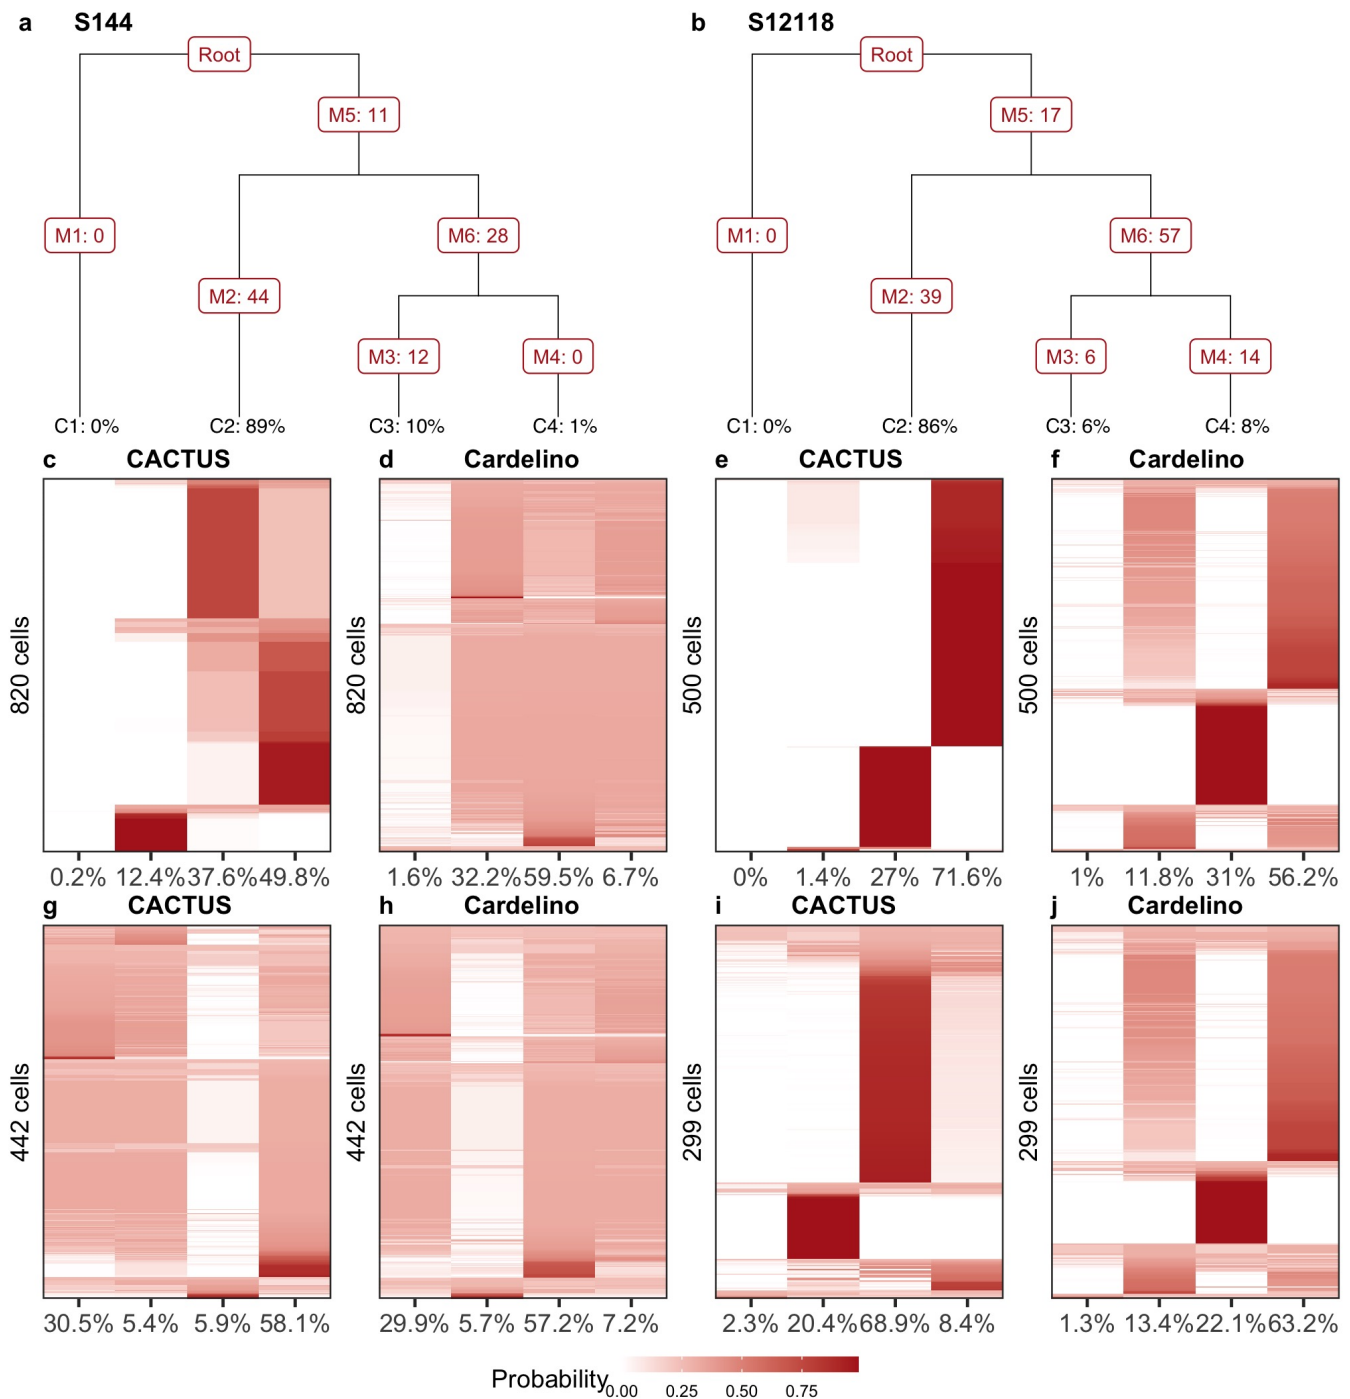 a S144
b S12118
Root
Root
M5: 11
M5: 17
M1: 0
M6: 28
M1: 0
M6: 57
M2: 44
M2: 39
M3: 12
M4: 0
M3: 6
M4: 14
C1: 0% C2: 89% C3: 10% C4: 1%
C1: 0% C2: 86% C3: 6% C4: 8%
c CACTUS
d Cardelino
e CACTUS
f Cardelino
820 cells
820 cells
500 cells
500 cells
0.2% 12.4% 37.6% 49.8%
1.6% 32.2% 59.5% 6.7%
0% 1.4% 27% 71.6%
1% 11.8% 31% 56.2%
g CACTUS
h Cardelino
i CACTUS
j Cardelino
442 cells
442 cells
299 cells
299 cells
30.5% 5.4% 5.9% 58.1%
29.9% 5.7% 57.2% 7.2%
2.3% 20.4% 68.9% 8.4%
1.3% 13.4% 22.1% 63.2%
Probability
0.00 0.25 0.50 0.75